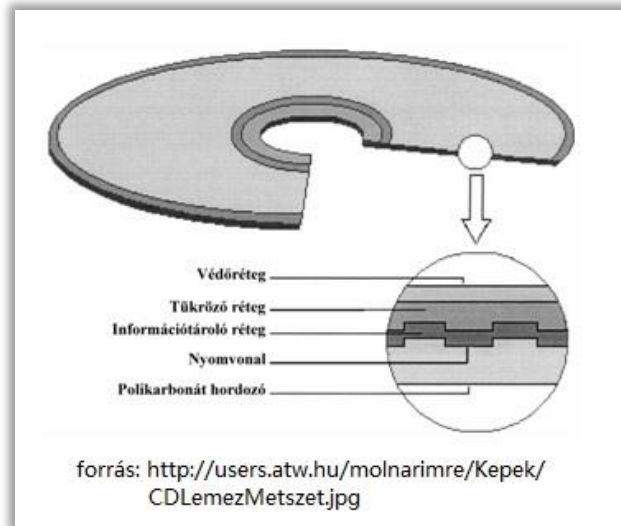 Védőréteg
Tükröző réteg
Információtároló réteg
Nyomvonal
Polikarbonát hordozó
forrás: http://users.atw.hu/molnarimre/Kepek/
CDLemezMetszet.jpg